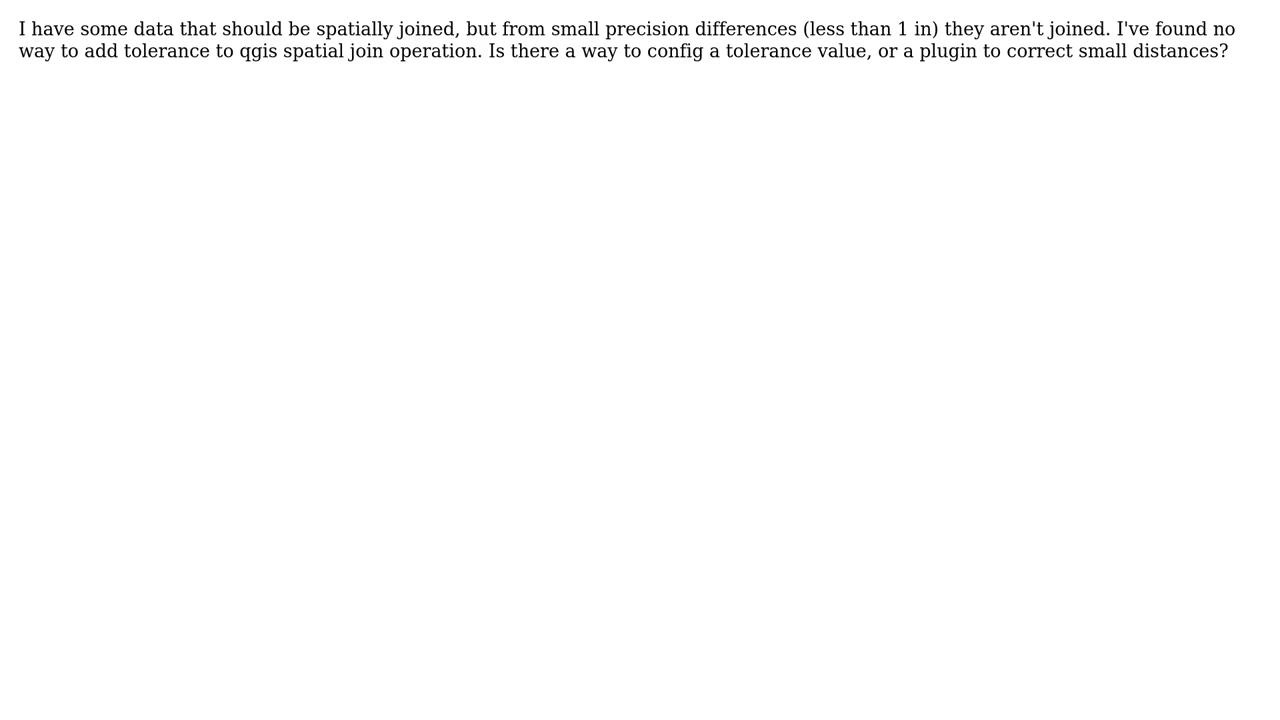 I have some data that should be spatially joined, but from small precision differences (less than 1 in) they aren't joined. I've found no
way to add tolerance to qgis spatial join operation. Is there a way to config a tolerance value, or a plugin to correct small distances?